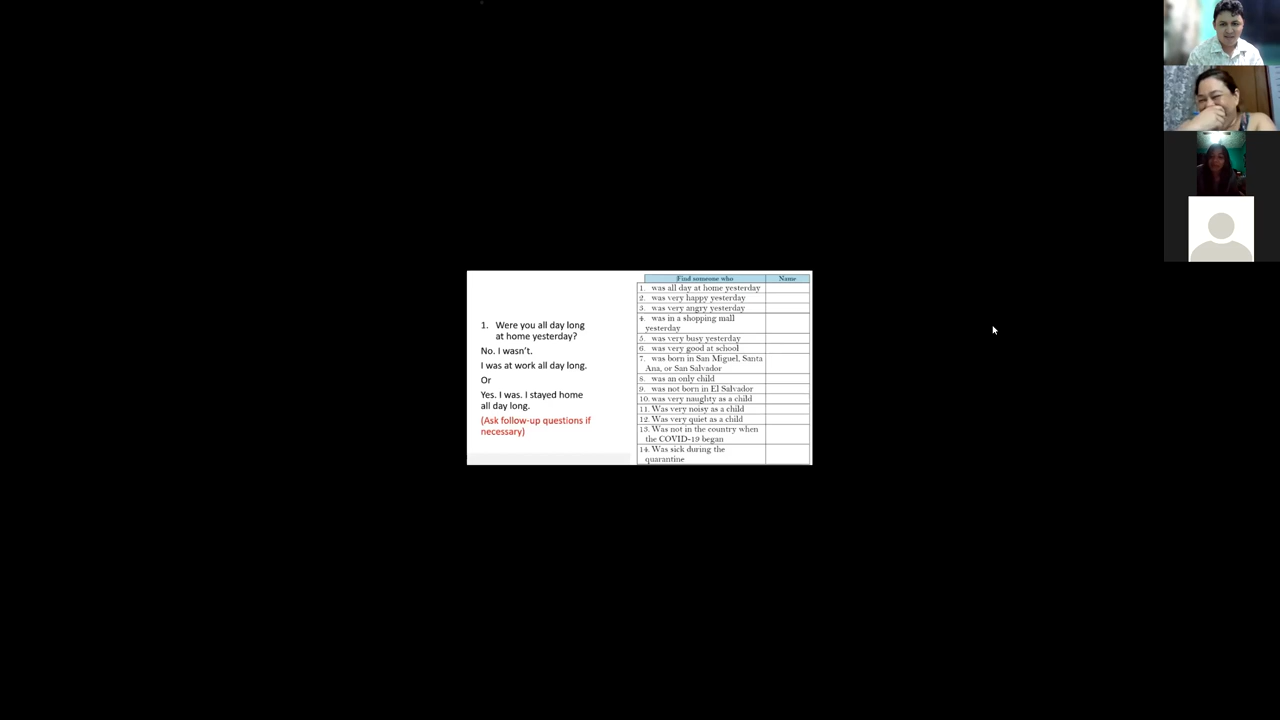 1. Were you all day long
at home yesterday?
No. I wasn't.
I was at work all day long.
Or
Yes. I was. I stayed home
all day long.
(Ask follow-up questions if
necessary)
Find someone who Name
1. was all day at home yesterday
2. was very happy yesterday
3. was very angry yesterday
4. was in a shopping mall
yesterday
5. was very busy yesterday
6. was very good at school
7. was born in San Miguel, Santa
Ana, or San Salvador
8. was an only child
9. was not born in El Salvador
10. was very naughty as a child
11. Was very noisy as a child
12. Was very quiet as a child
13. Was not in the country when
the COVID-19 began
14. Was sick during the
quarantine